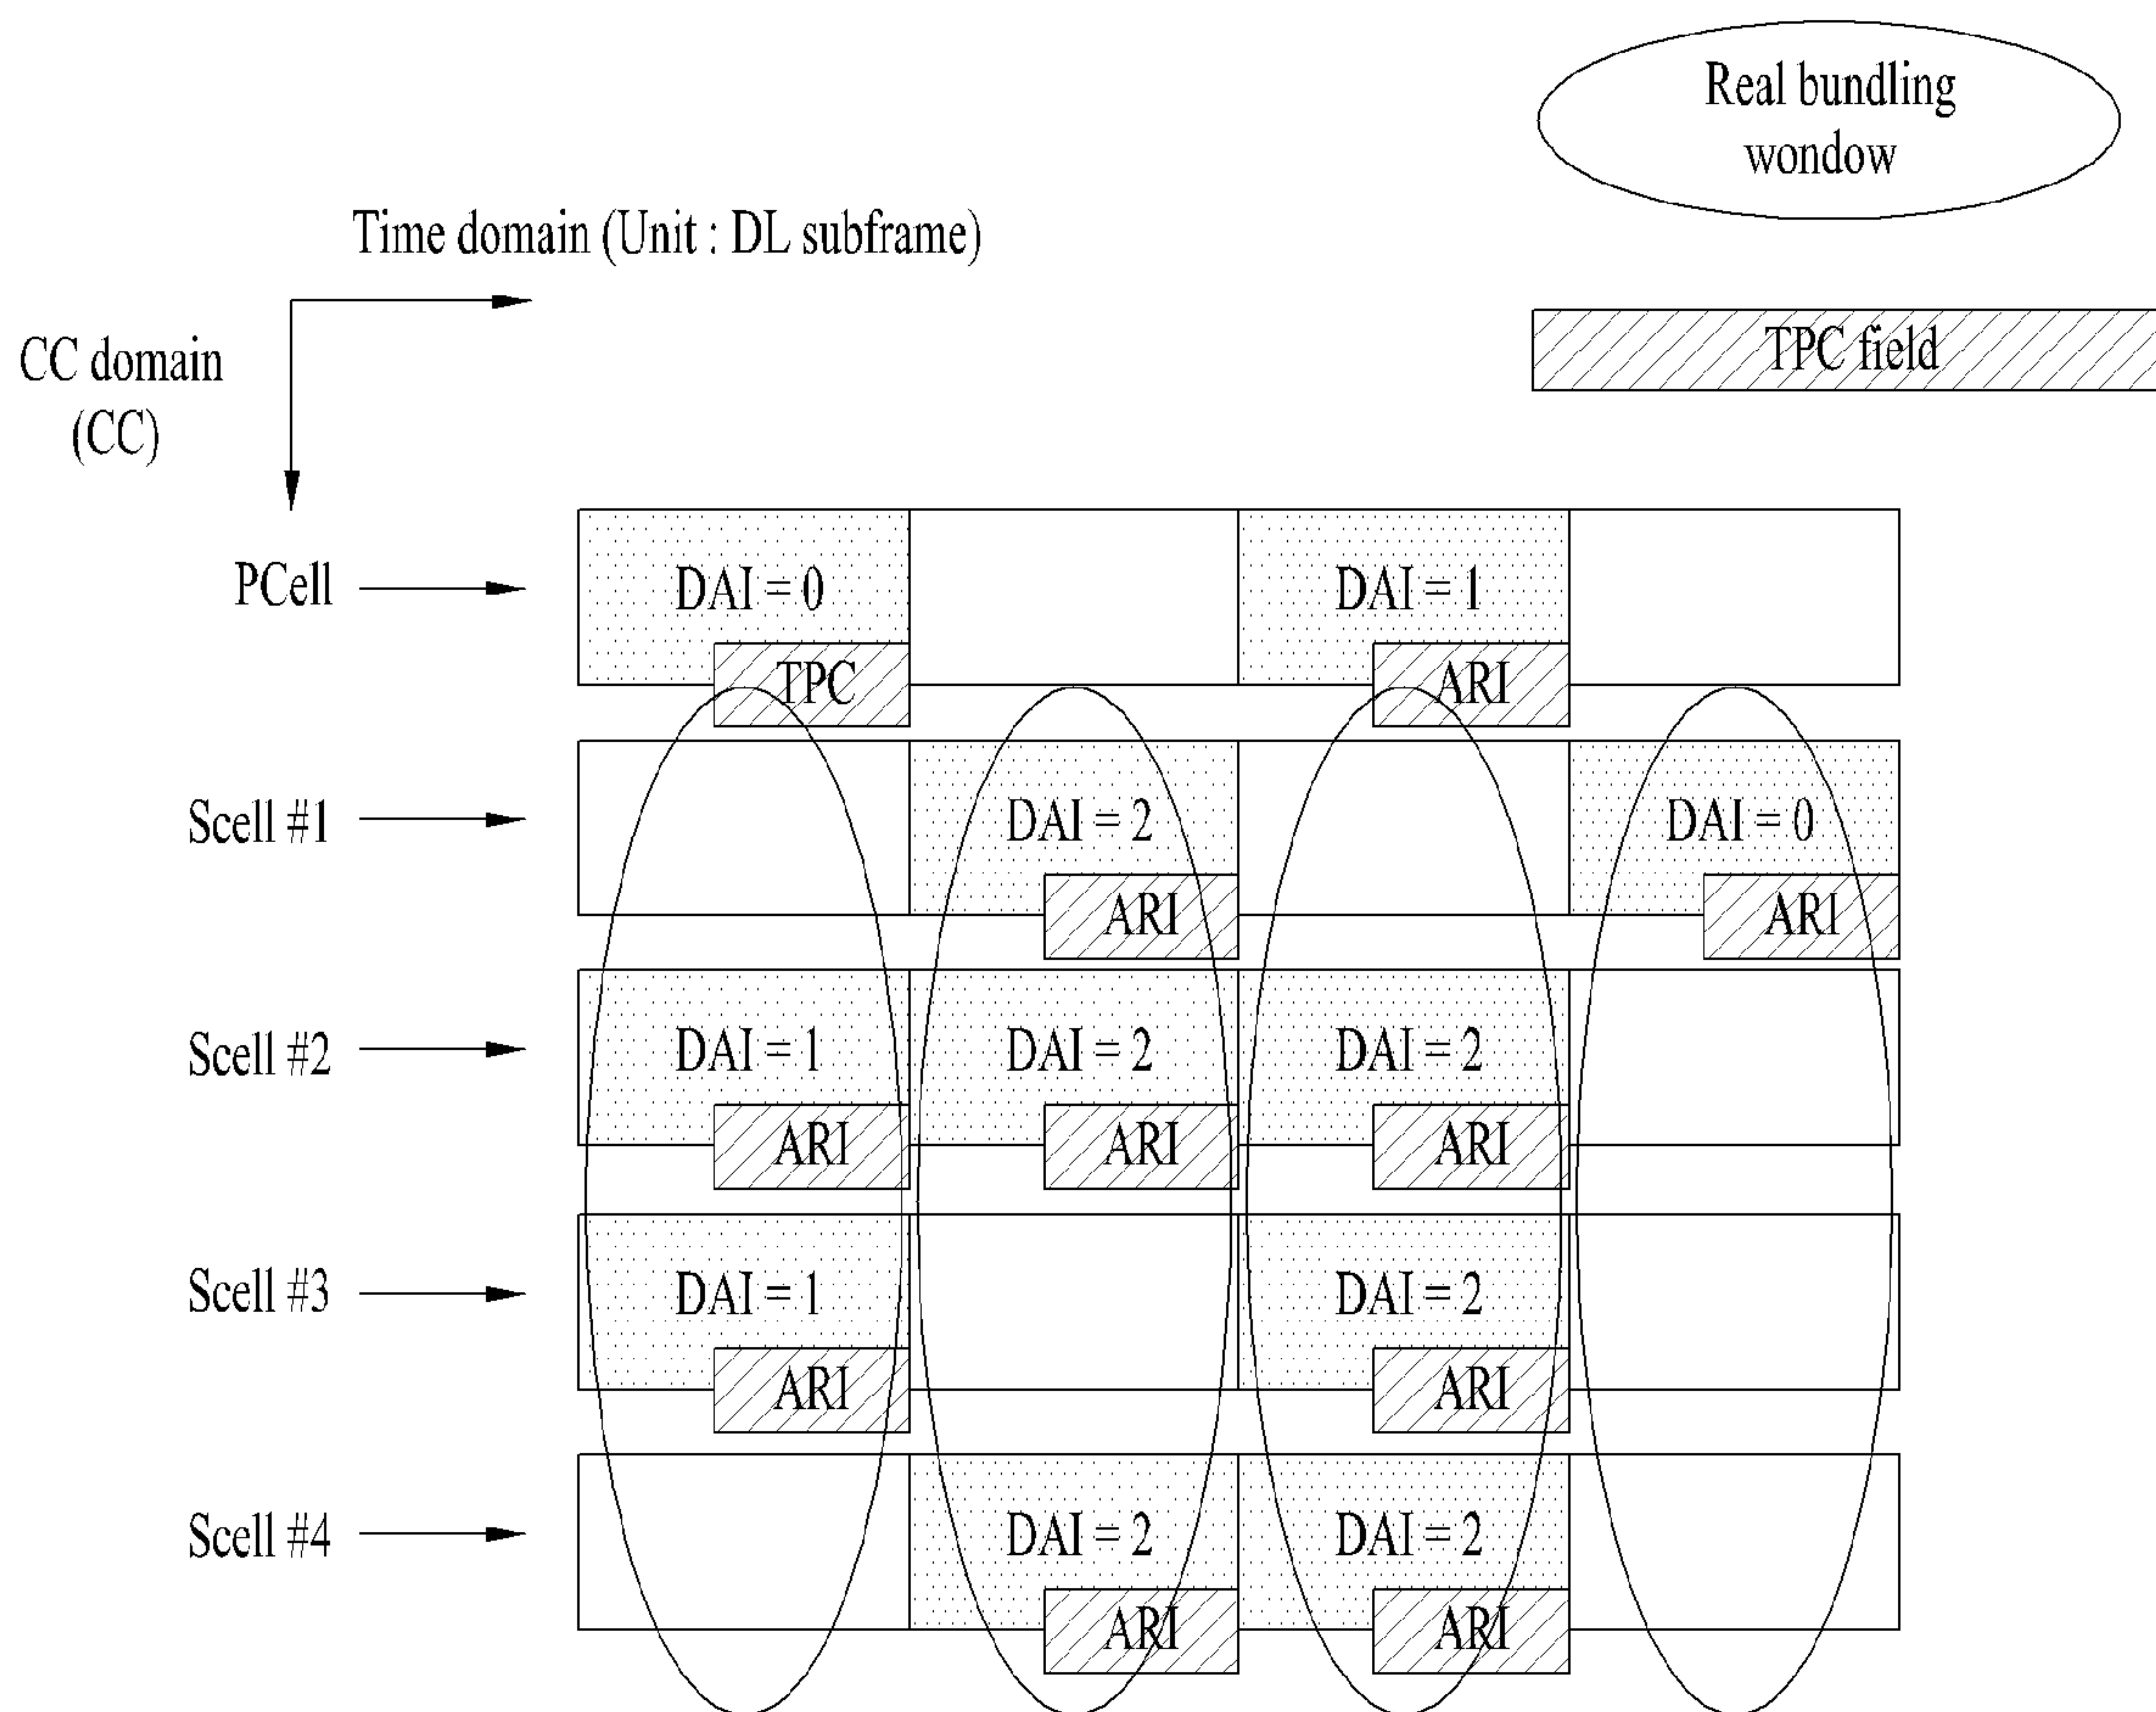 Real bundling
wondow
Time domain (Unit : DL subframe)
CC domain
(CC)
TPC field
PCell
DAI = 0
DAI = 1
TPC
ARI
Scell #1
DAI = 2
DAI = 0
ARI
ARI
Scell #2
DAI = 1
DAI = 2
DAI = 2
ARI
ARI
ARI
Scell #3
DAI = 1
DAI = 2
ARI
ARI
Scell #4
DAI = 2
DAI = 2
ARI
ARI